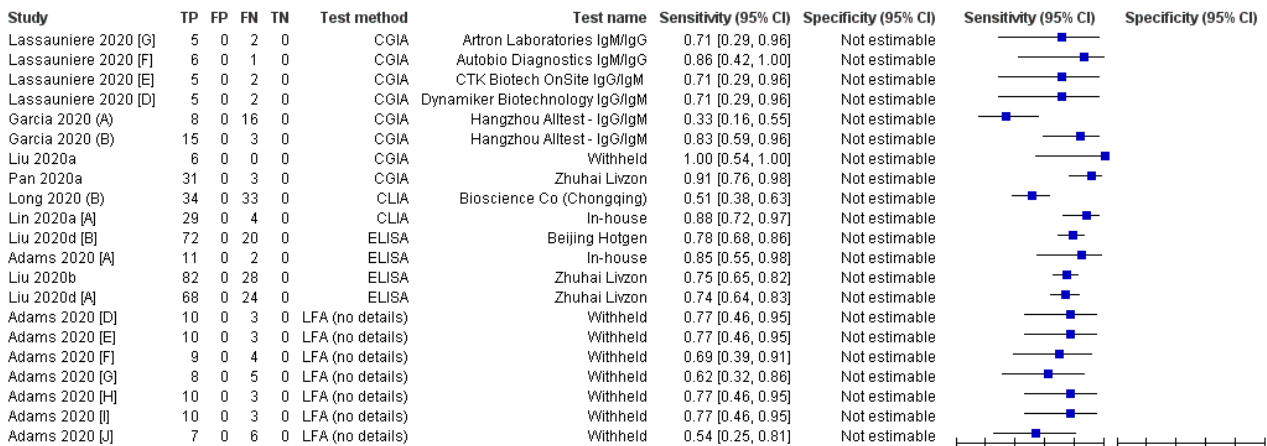 Study TP FP FN TN Test method Test name Sensitivity (95% CI) Specificity (95% CI) Sensitivity (95% CI) Specificity (95% CI)
Lassauniere 2020 [G] 5 0 2 0 CGIA Artron Laboratories IgM/IgG 0.71 [0.29, 0.96] Not estimable
Lassauniere 2020 [F] 6 0 1 0 CGIA Autobio Diagnostics IgM/IgG 0.86 [0.42, 1.00] Not estimable
Lassauniere 2020 [E] 5 0 2 0 CGIA CTK Biotech OnSite IgG/IgM 0.71 [0.29, 0.96] Not estimable
Lassauniere 2020 [D] 5 0 2 0 CGIA Dynamiker Biotechnology IgG/IgM 0.71 [0.29, 0.96] Not estimable
Garcia 2020 (A) 8 0 16 0 CGIA Hangzhou Alltest - IgG/IgM 0.33 [0.16, 0.55] Not estimable
Garcia 2020 (B) 15 0 3 0 CGIA Hangzhou Alltest - IgG/IgM 0.83 [0.59, 0.96] Not estimable
Liu 2020a 6 0 0 0 CGIA Withheld 1.00 [0.54, 1.00] Not estimable
Pan 2020a 31 0 3 0 CGIA Zhuhai Livzon 0.91 [0.76, 0.98] Not estimable
Long 2020 (B) 34 0 33 0 CLIA Bioscience Co (Chongqing) 0.51 [0.38, 0.63] Not estimable
Lin 2020a [A] 29 0 4 0 CLIA In-house 0.88 [0.72, 0.97] Not estimable
Liu 2020d [B] 72 0 20 0 ELISA Beijing Hotgen 0.78 [0.68, 0.86] Not estimable
Adams 2020 [A] 11 0 2 0 ELISA In-house 0.85 [0.55, 0.98] Not estimable
Liu 2020b 82 0 28 0 ELISA Zhuhai Livzon 0.75 [0.65, 0.82] Not estimable
Liu 2020d [A] 68 0 24 0 ELISA Zhuhai Livzon 0.74 [0.64, 0.83] Not estimable
Adams 2020 [D] 10 0 3 0 LFA (no details) Withheld 0.77 [0.46, 0.95] Not estimable
Adams 2020 [E] 10 0 3 0 LFA (no details) Withheld 0.77 [0.46, 0.95] Not estimable
Adams 2020 [F] 9 0 4 0 LFA (no details) Withheld 0.69 [0.39, 0.91] Not estimable
Adams 2020 [G] 8 0 5 0 LFA (no details) Withheld 0.62 [0.32, 0.86] Not estimable
Adams 2020 [H] 10 0 3 0 LFA (no details) Withheld 0.77 [0.46, 0.95] Not estimable
Adams 2020 [I] 10 0 3 0 LFA (no details) Withheld 0.77 [0.46, 0.95] Not estimable
Adams 2020 [J] 7 0 6 0 LFA (no details) Withheld 0.54 [0.25, 0.81] Not estimable